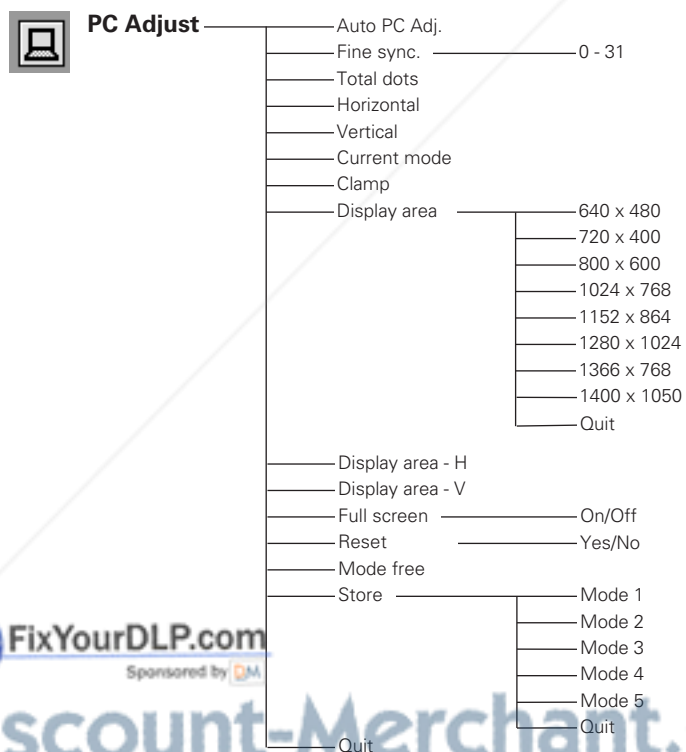 PC Adjust
Auto PC Adj.
Fine sync. 0 - 31
Total dots
Horizontal
Vertical
Current mode
Clamp
Display area 640 x 480
720 x 400
800 x 600
1024 x 768
1152 x 864
1280 x 1024
1366 x 768
1400 x 1050
Quit
Display area - H
Display area - V
Full screen On/Off
Reset Yes/No
Mode free
Store Mode 1
Mode 2
FixYourDLP.com
Mode 3
Sponsored by DM
Mode 4
Mode 5
scount-Merchant.
Quit
Quit